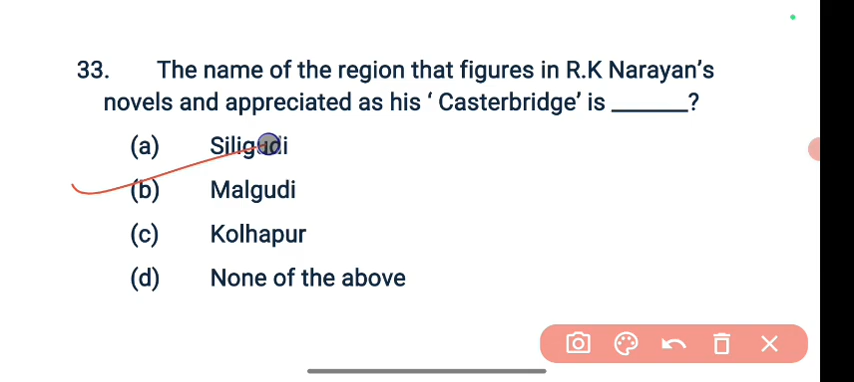 33. The name of the region that figures in R.K Narayan's
novels and appreciated as his ‘ Casterbridge’ is ______?
(a) Siligudi
(b) Malgudi
(c) Kolhapur
(d) None of the above